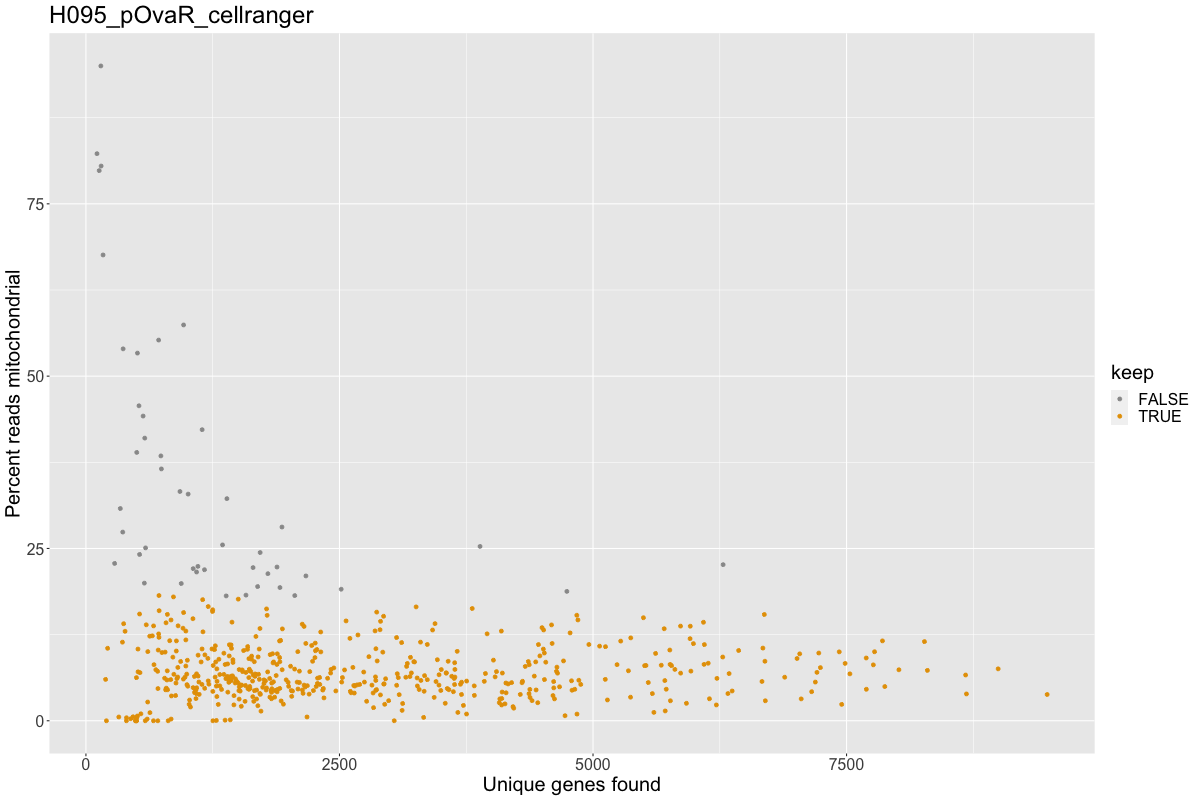 H095_pOvaR_cellranger
Percent reads mitochondrial
75
50
25
0
0 2500 5000 7500
Unique genes found
keep
FALSE
TRUE